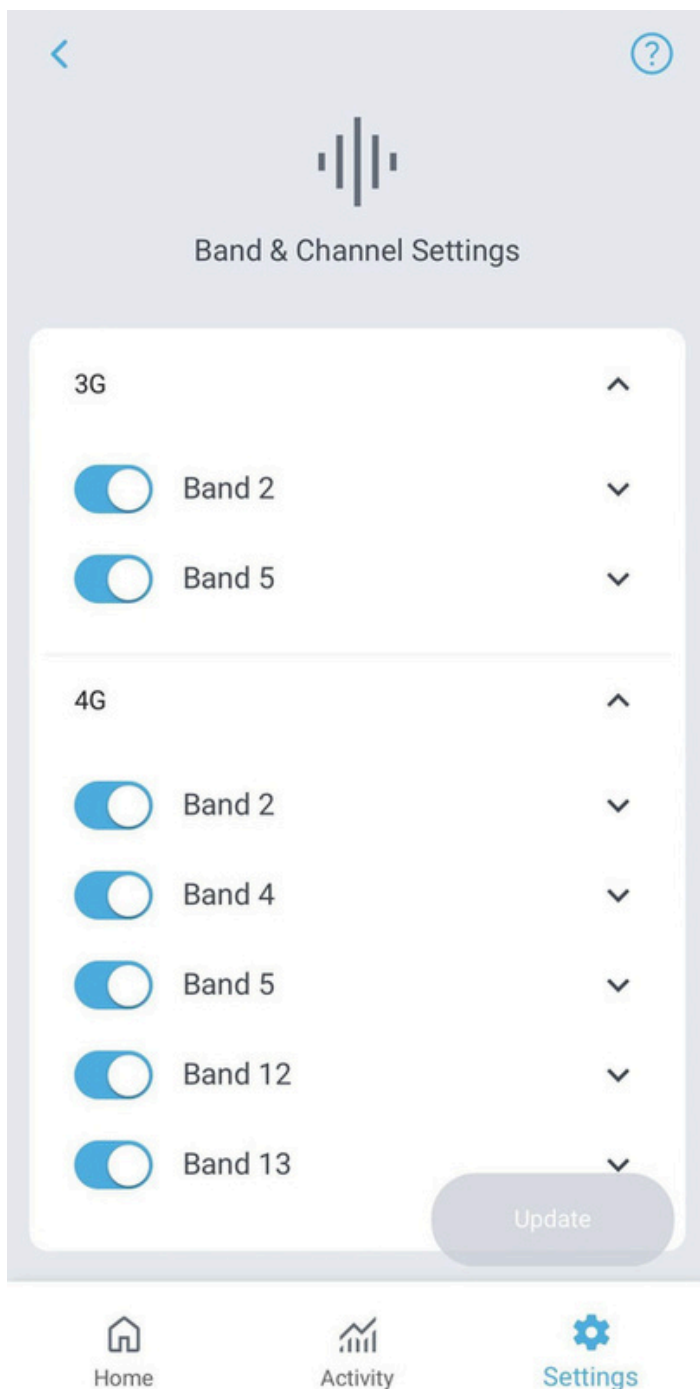 ?
Band & Channel Settings
3G
Band 2
Band 5
4G
Band 2
Band 4
Band 5
Band 12
Band 13
Update
Home
Activity
Settings